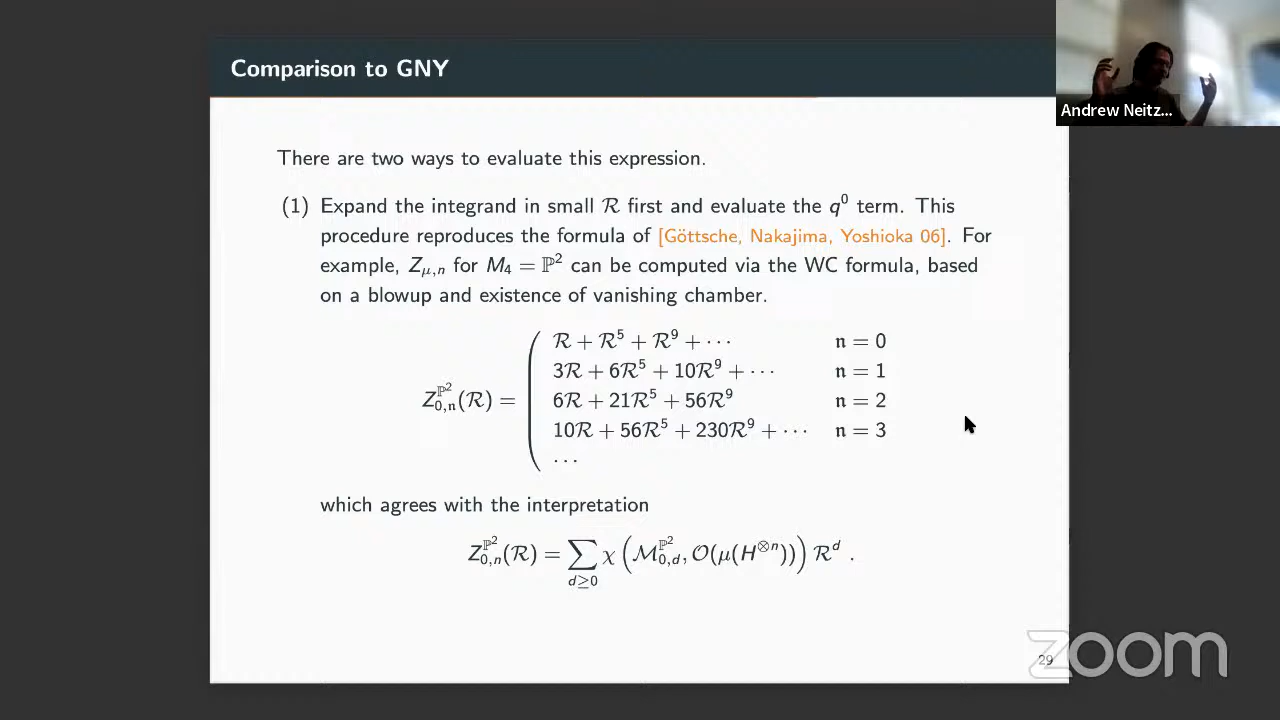 Comparison to GNY
Andrew Neitz...
There are two ways to evaluate this expression.
(1) Expand the integrand in small ℛ first and evaluate the q⁰ term. This
procedure reproduces the formula of [Göttsche, Nakajima, Yoshioka 06]. For
example, Z_{μ,n} for M₄ = ℙ² can be computed via the WC formula, based
on a blowup and existence of vanishing chamber.
ℛ + ℛ⁵ + ℛ⁹ + ··· 𝔫 = 0
3ℛ + 6ℛ⁵ + 10ℛ⁹ + ··· 𝔫 = 1
Z^{ℙ²}_{0,𝔫}(ℛ) = ( 6ℛ + 21ℛ⁵ + 56ℛ⁹ 𝔫 = 2
10ℛ + 56ℛ⁵ + 230ℛ⁹ + ··· 𝔫 = 3
···
which agrees with the interpretation
Z^{ℙ²}_{0,n}(ℛ) = ∑_{d≥0} χ (ℳ^{ℙ²}_{0,d}, 𝒪(μ(H^{⊗n}))) ℛ^d .
29
zoom